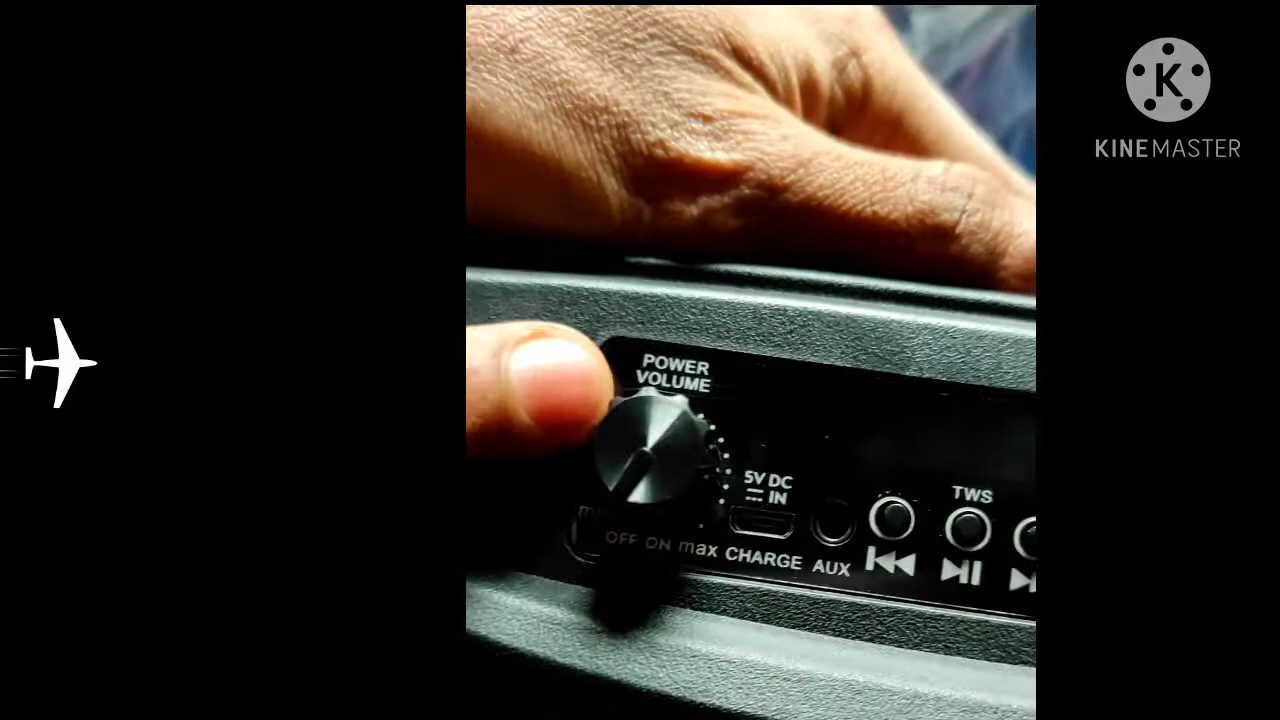 K
KINEMASTER
POWER
VOLUME
5V DC
IN
TWS
OFF ON max CHARGE AUX